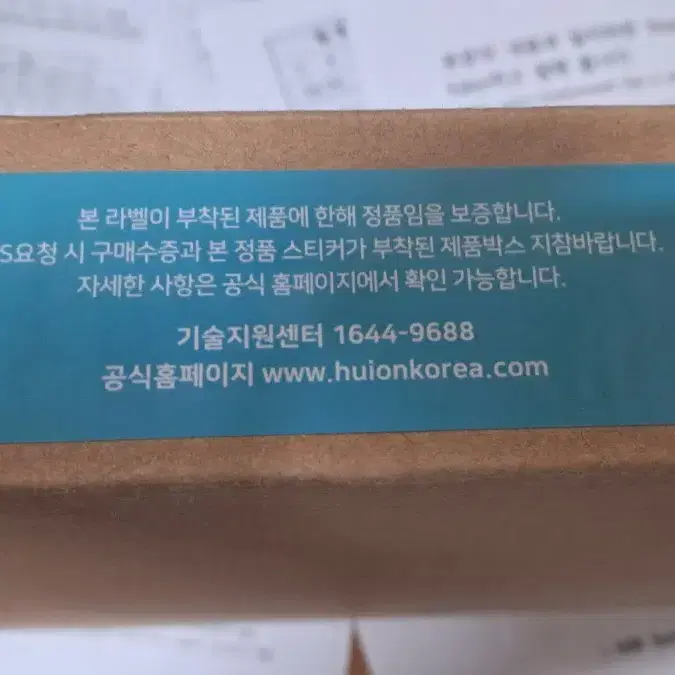 본 라벨이 부착된 제품에 한해 정품임을 보증합니다.
S요청 시 구매수증과 본 정품 스티커가 부착된 제품박스 지참바랍니다.
자세한 사항은 공식 홈페이지에서 확인 가능합니다.
기술지원센터 1644-9688
공식홈페이지 www.huionkorea.com